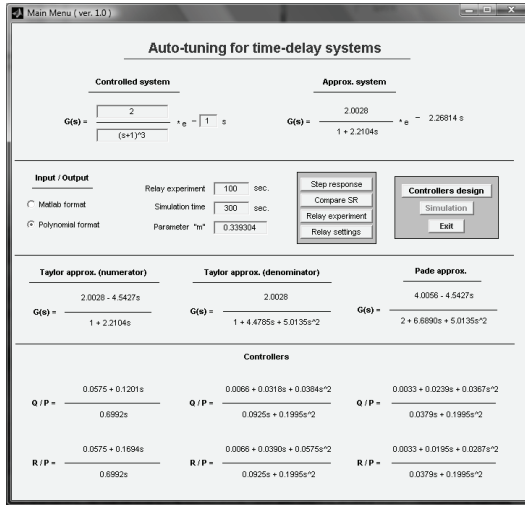 Main Menu ( ver. 1.0 )
Auto-tuning for time-delay systems
Controlled system
Approx. system
G(s) =
2
(s+1)^3
* e
- 1 s
G(s) =
2.0028
1 + 2.2104s
* e
- 2.26814 s
Input / Output
Matlab format
Polynomial format
Relay experiment 100 sec.
Simulation time 300 sec.
Parameter "m" 0.339304
Step response
Compare SR
Relay experiment
Relay settings
Controllers design
Simulation
Exit
Taylor approx. (numerator)
Taylor approx. (denominator)
Pade approx.
G(s) =
2.0028 - 4.5427s
1 + 2.2104s
G(s) =
2.0028
1 + 4.4785s + 5.0135s^2
G(s) =
4.0056 - 4.5427s
2 + 6.6890s + 5.0135s^2
Controllers
Q / P =
0.0575 + 0.1201s
0.6992s
Q / P =
0.0066 + 0.0318s + 0.0384s^2
0.0925s + 0.1995s^2
Q / P =
0.0033 + 0.0239s + 0.0367s^2
0.0379s + 0.1995s^2
R / P =
0.0575 + 0.1694s
0.6992s
R / P =
0.0066 + 0.0390s + 0.0575s^2
0.0925s + 0.1995s^2
R / P =
0.0033 + 0.0195s + 0.0287s^2
0.0379s + 0.1995s^2